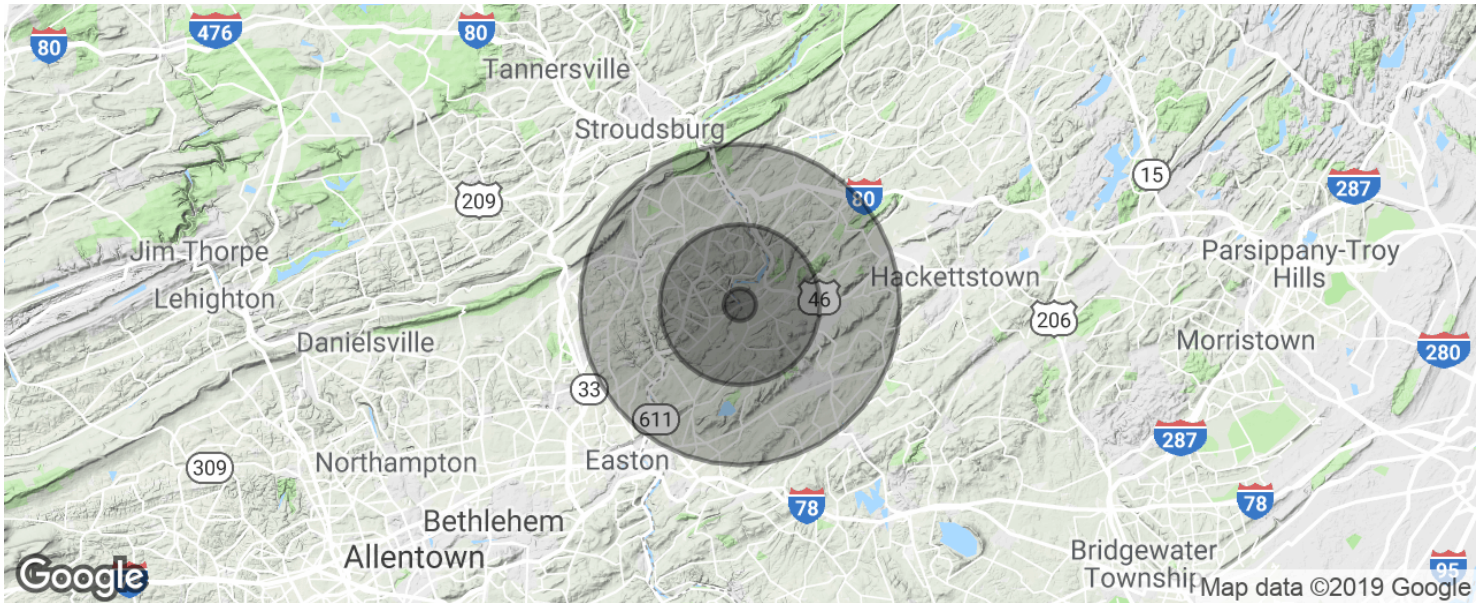 80
476
80
Tannersville
Stroudsburg
15
80
287
209
Jim Thorpe
Parsippany-Troy
Hills
Hackettstown
Lehighton
46
206
Danielsville
Morristown
280
33
611
287
309
Northampton
Easton
78
78
Bethlehem
Allentown
Bridgewater
Township
95
Google
Map data ©2019 Google